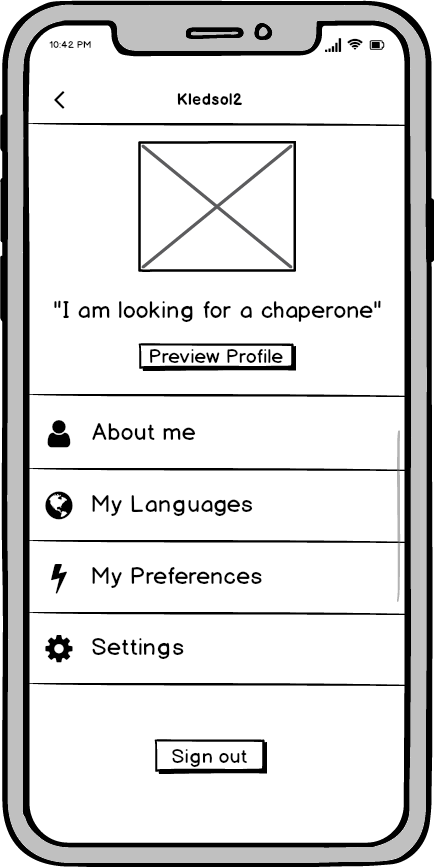 10:42 PM
Kledsol2
"I am looking for a chaperone"
Preview Profile
About me
My Languages
My Preferences
Settings
Sign out